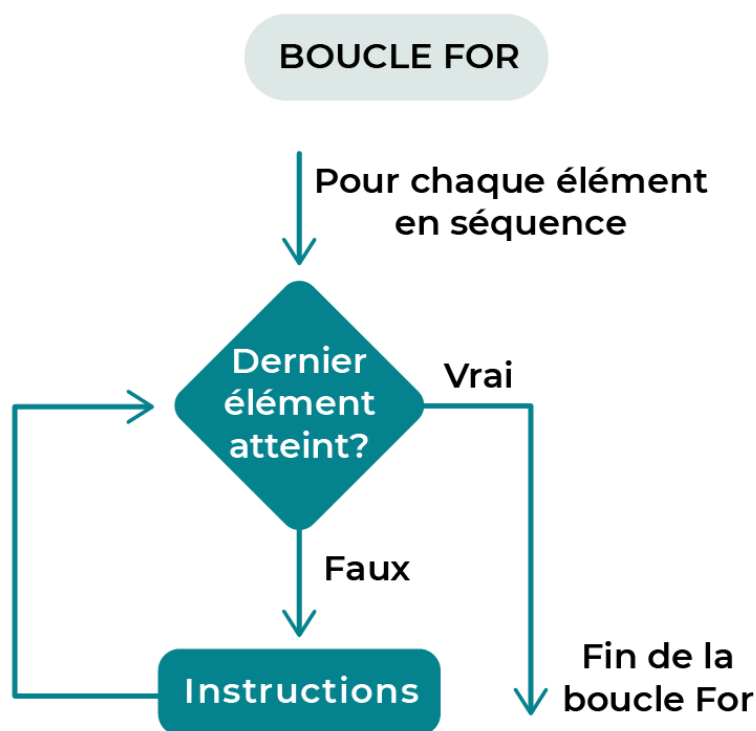 BOUCLE FOR
Pour chaque élément
en séquence
Dernier
élément
atteint?
Vrai
Faux
Instructions
Fin de la
boucle For